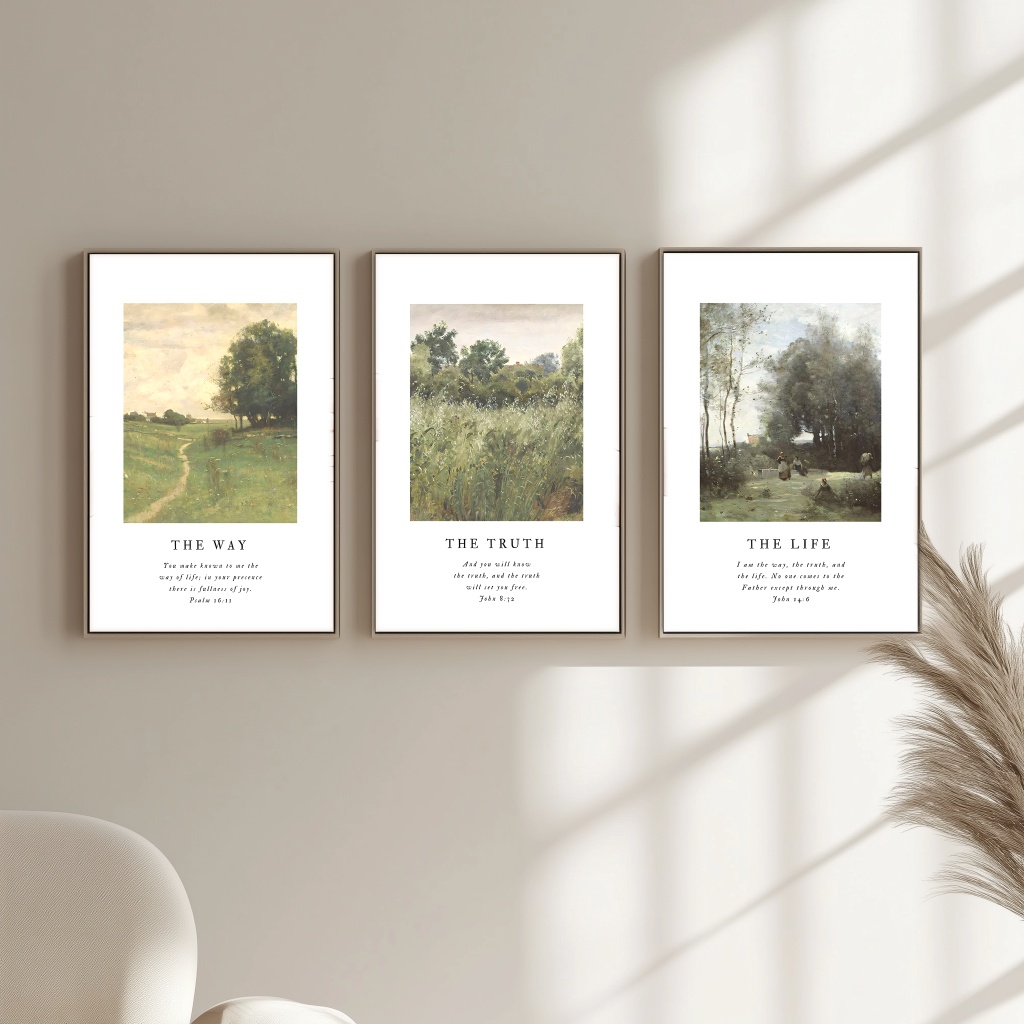 THE WAY
You make known to me the
way of life; in your presence
there is fullness of joy.
Psalm 16:11
THE TRUTH
And you will know
the truth, and the truth
will set you free.
John 8:32
THE LIFE
I am the way, the truth, and
the life. No one comes to the
Father except through me.
John 14:6